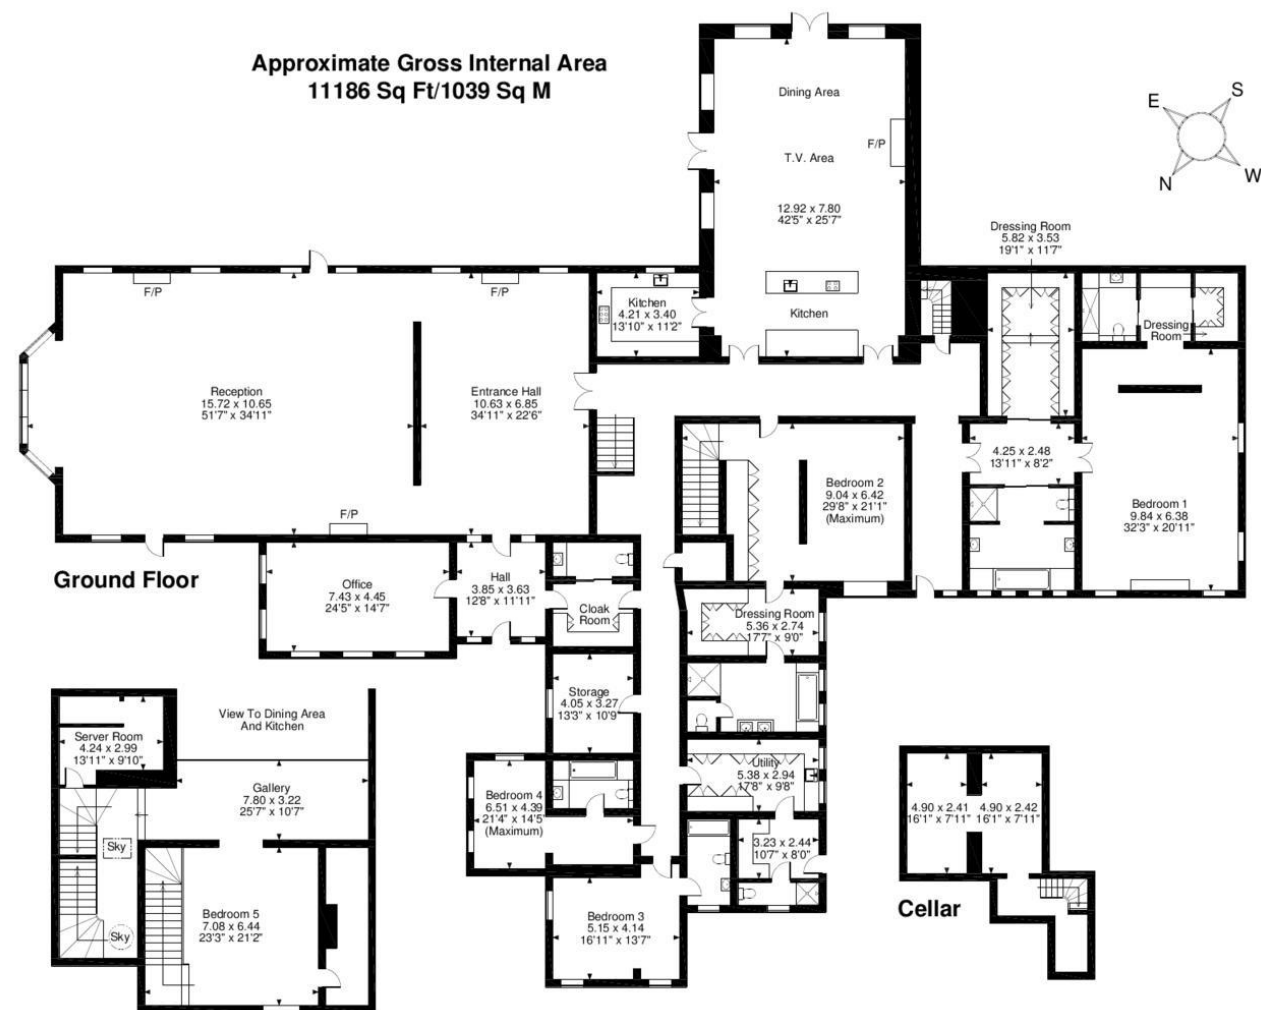 Approximate Gross Internal Area
11186 Sq Ft/1039 Sq M
E
S
N
W
Dining Area
T.V. Area
F/P
12.92 x 7.80
42'5" x 25'7"
Kitchen
Dressing Room
5.82 x 3.53
19'1" x 11'7"
F/P
F/P
Kitchen
4.21 x 3.40
13'10" x 11'2"
Dressing
Room
Reception
15.72 x 10.65
51'7" x 34'11"
Entrance Hall
10.63 x 6.85
34'11" x 22'6"
4.25 x 2.48
13'11" x 8'2"
Bedroom 2
9.04 x 6.42
29'8" x 21'1"
(Maximum)
Bedroom 1
9.84 x 6.38
32'3" x 20'11"
F/P
Ground Floor
Office
7.43 x 4.45
24'5" x 14'7"
Hall
3.85 x 3.63
12'8" x 11'11"
Cloak
Room
Dressing Room
5.36 x 2.74
17'7" x 9'0"
Storage
4.05 x 3.27
13'3" x 10'9"
View To Dining Area
And Kitchen
Server Room
4.24 x 2.99
13'11" x 9'10"
Gallery
7.80 x 3.22
25'7" x 10'7"
Utility
5.38 x 2.94
17'8" x 9'8"
Bedroom 4
6.51 x 4.39
21'4" x 14'5"
(Maximum)
4.90 x 2.41
16'1" x 7'11"
4.90 x 2.42
16'1" x 7'11"
Sky
3.23 x 2.44
10'7" x 8'0"
Cellar
Bedroom 5
7.08 x 6.44
23'3" x 21'2"
Bedroom 3
5.15 x 4.14
16'11" x 13'7"
Sky